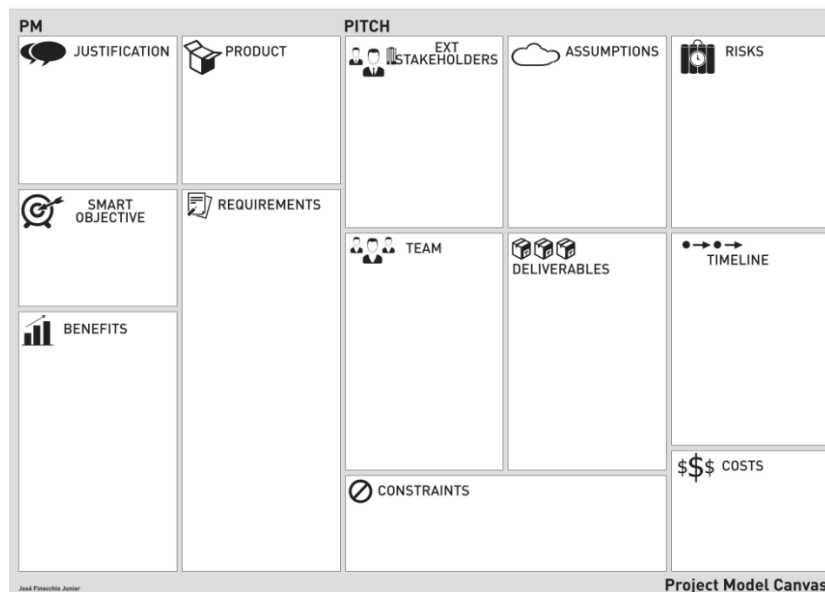 PM
PITCH
JUSTIFICATION
PRODUCT
EXT
STAKEHOLDERS
ASSUMPTIONS
RISKS
SMART
OBJECTIVE
REQUIREMENTS
TEAM
DELIVERABLES
TIMELINE
BENEFITS
$$$ COSTS
CONSTRAINTS
José Finocchio Junior
Project Model Canvas